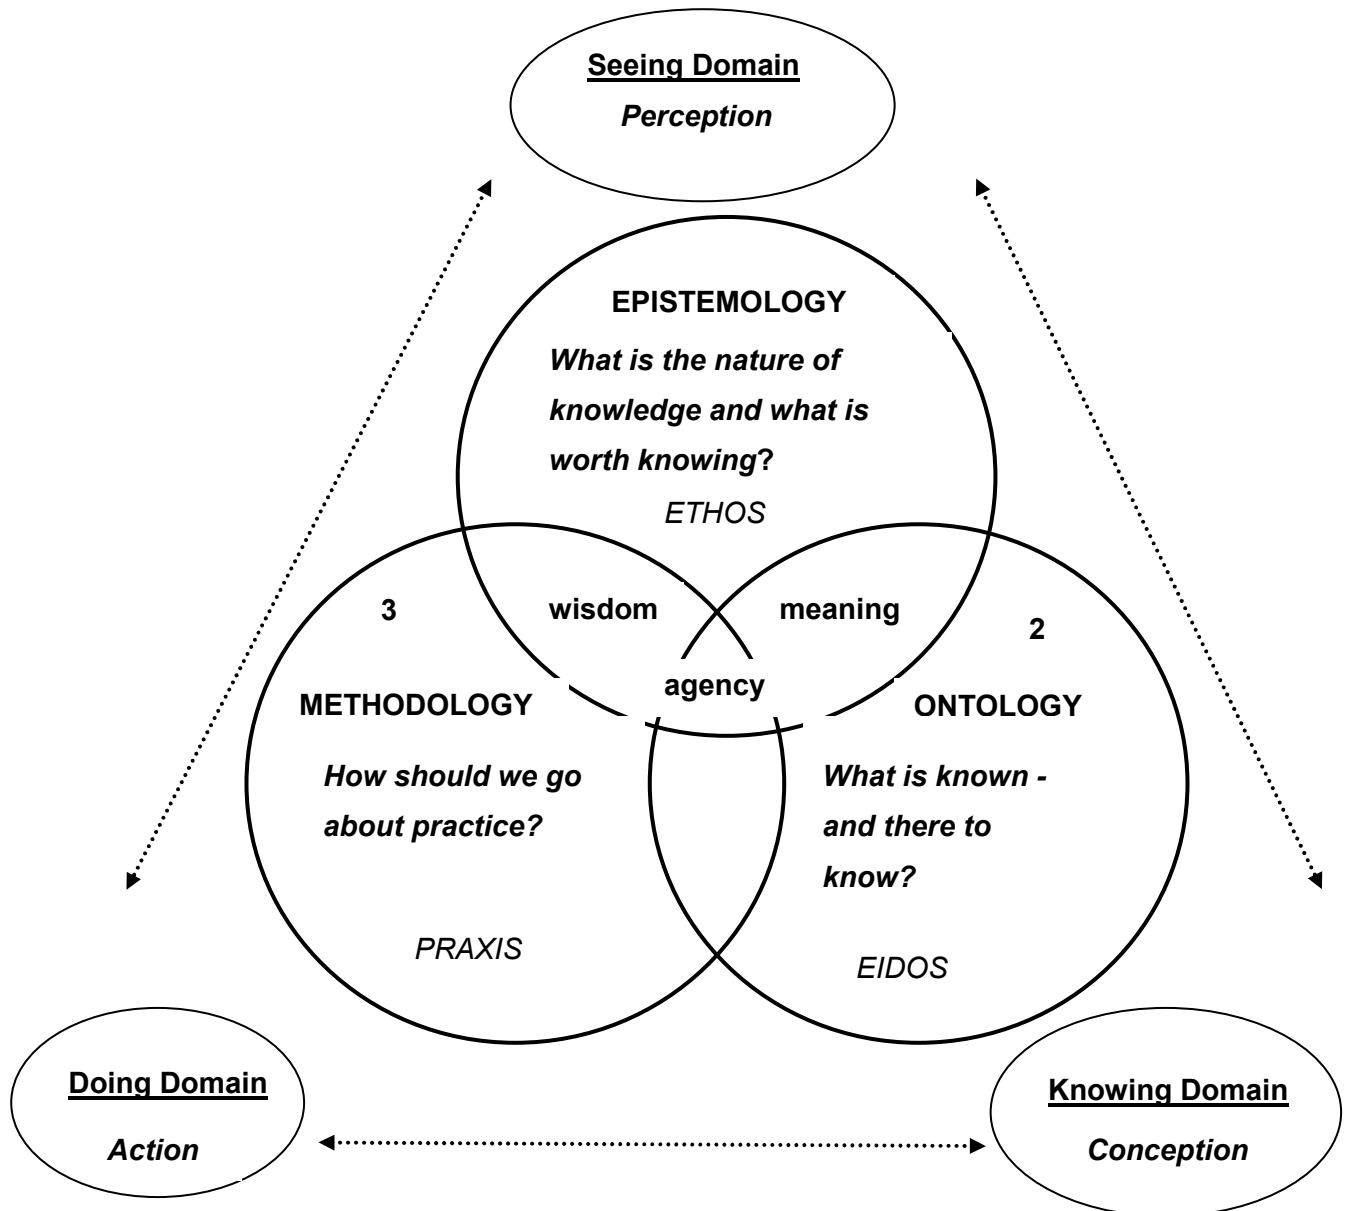 Seeing Domain
Perception
EPISTEMOLOGY
What is the nature of
knowledge and what is
worth knowing?
ETHOS
3
wisdom
meaning
2
agency
METHODOLOGY
ONTOLOGY
How should we go
about practice?
What is known -
and there to
know?
PRAXIS
EIDOS
Doing Domain
Action
Knowing Domain
Conception